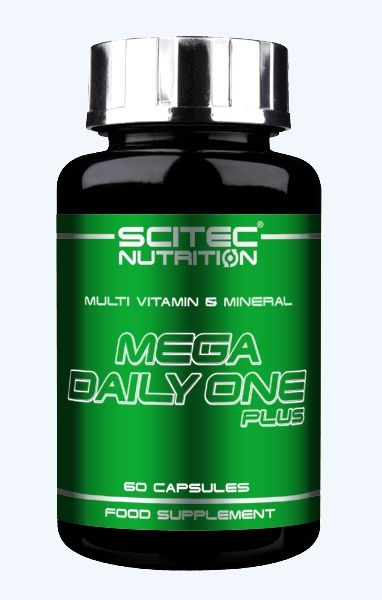 SCITEC®
NUTRITION
MULTI VITAMIN & MINERAL
MEGA
DAILY ONE
PLUS
60 CAPSULES
FOOD SUPPLEMENT